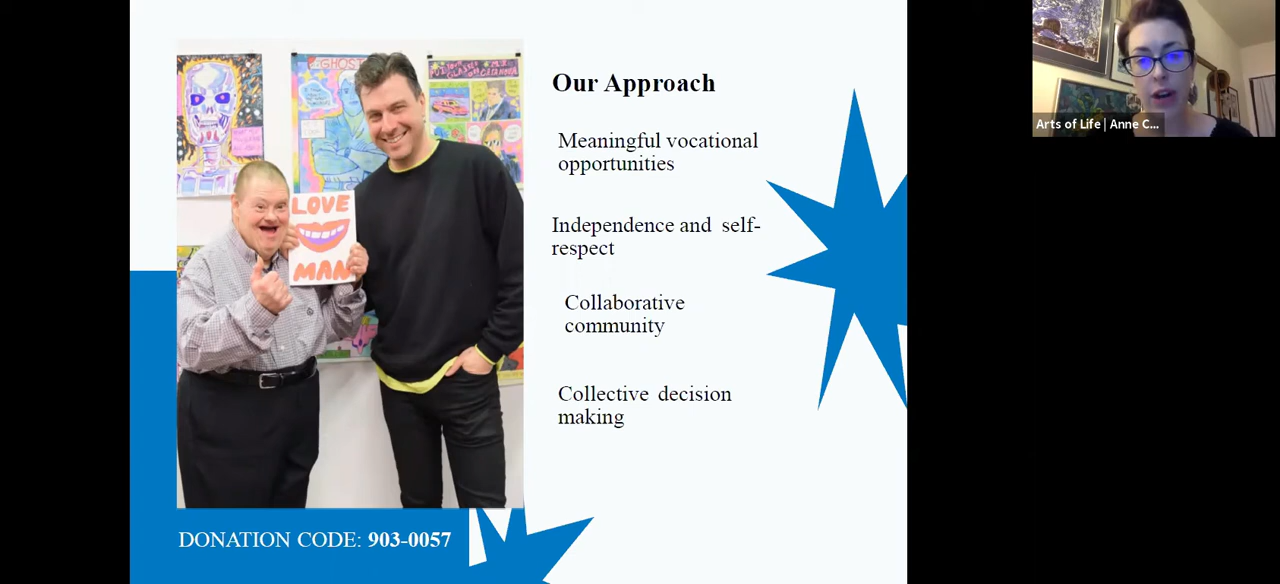 Our Approach
Meaningful vocational
opportunities
Independence and self-
respect
Collaborative
community
Collective decision
making
LOVE
MAN
GHOST
DONATION CODE: 903-0057
Arts of Life | Anne C...